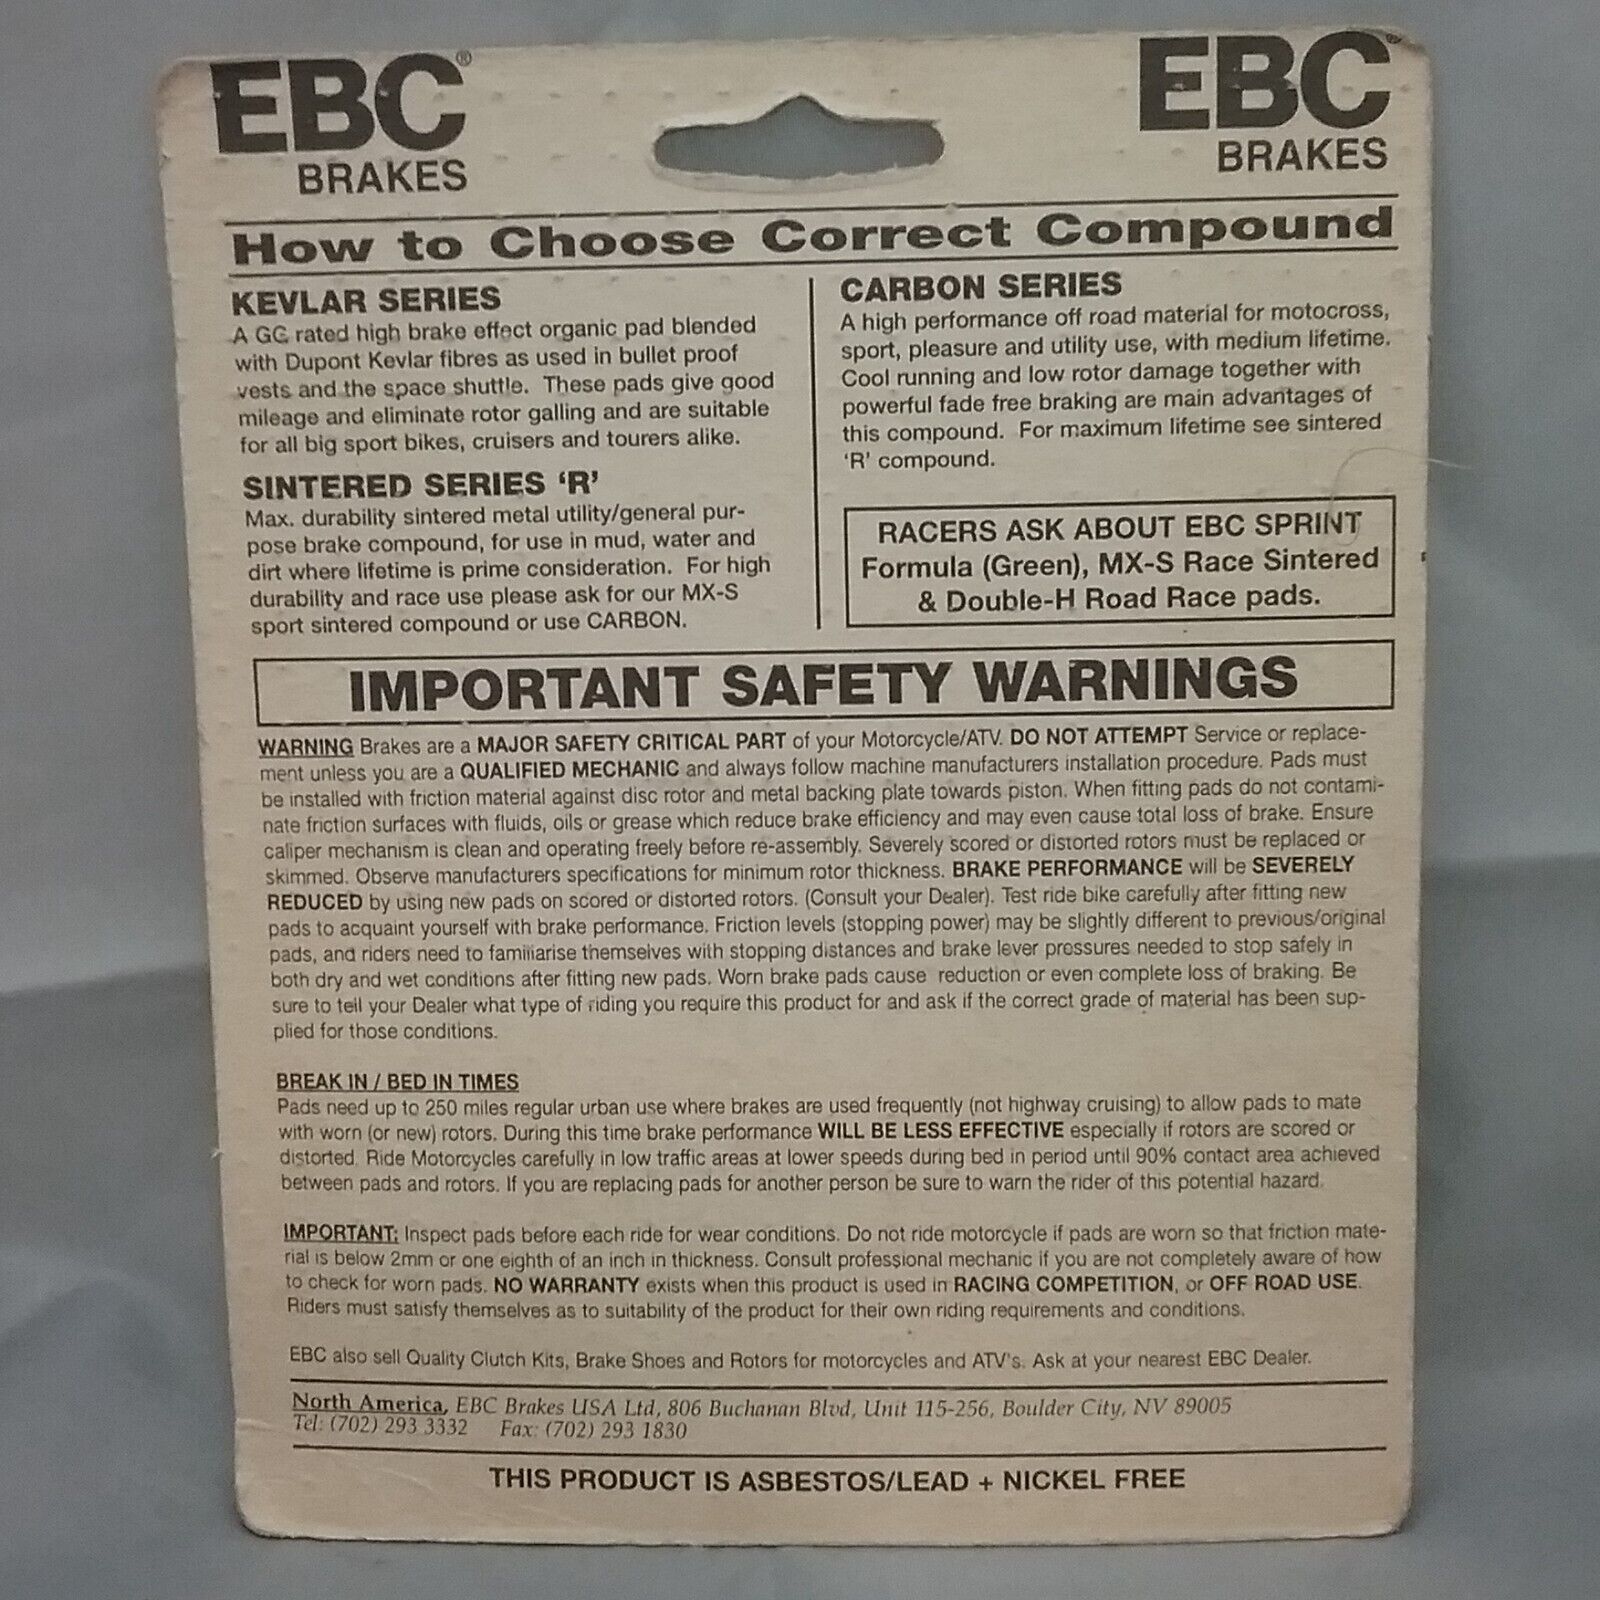 EBC® EBC®
BRAKES BRAKES
How to Choose Correct Compound
KEVLAR SERIES
A GG rated high brake effect organic pad blended
with Dupont Kevlar fibres as used in bullet proof
vests and the space shuttle. These pads give good
mileage and eliminate rotor galling and are suitable
for all big sport bikes, cruisers and tourers alike.
SINTERED SERIES ‘R’
Max. durability sintered metal utility/general pur-
pose brake compound, for use in mud, water and
dirt where lifetime is prime consideration. For high
durability and race use please ask for our MX-S
sport sintered compound or use CARBON.
CARBON SERIES
A high performance off road material for motocross,
sport, pleasure and utility use, with medium lifetime.
Cool running and low rotor damage together with
powerful fade free braking are main advantages of
this compound. For maximum lifetime see sintered
‘R’ compound.
RACERS ASK ABOUT EBC SPRINT
Formula (Green), MX-S Race Sintered
& Double-H Road Race pads.
IMPORTANT SAFETY WARNINGS
WARNING Brakes are a MAJOR SAFETY CRITICAL PART of your Motorcycle/ATV. DO NOT ATTEMPT Service or replace-
ment unless you are a QUALIFIED MECHANIC and always follow machine manufacturers installation procedure. Pads must
be installed with friction material against disc rotor and metal backing plate towards piston. When fitting pads do not contami-
nate friction surfaces with fluids, oils or grease which reduce brake efficiency and may even cause total loss of brake. Ensure
caliper mechanism is clean and operating freely before re-assembly. Severely scored or distorted rotors must be replaced or
skimmed. Observe manufacturers specifications for minimum rotor thickness. BRAKE PERFORMANCE will be SEVERELY
REDUCED by using new pads on scored or distorted rotors. (Consult your Dealer). Test ride bike carefully after fitting new
pads to acquaint yourself with brake performance. Friction levels (stopping power) may be slightly different to previous/original
pads, and riders need to familiarise themselves with stopping distances and brake lever pressures needed to stop safely in
both dry and wet conditions after fitting new pads. Worn brake pads cause reduction or even complete loss of braking. Be
sure to tell your Dealer what type of riding you require this product for and ask if the correct grade of material has been sup-
plied for those conditions.
BREAK IN / BED IN TIMES
Pads need up to 250 miles regular urban use where brakes are used frequently (not highway cruising) to allow pads to mate
with worn (or new) rotors. During this time brake performance WILL BE LESS EFFECTIVE especially if rotors are scored or
distorted. Ride Motorcycles carefully in low traffic areas at lower speeds during bed in period until 90% contact area achieved
between pads and rotors. If you are replacing pads for another person be sure to warn the rider of this potential hazard.
IMPORTANT: Inspect pads before each ride for wear conditions. Do not ride motorcycle if pads are worn so that friction mate-
rial is below 2mm or one eighth of an inch in thickness. Consult professional mechanic if you are not completely aware of how
to check for worn pads. NO WARRANTY exists when this product is used in RACING COMPETITION, or OFF ROAD USE.
Riders must satisfy themselves as to suitability of the product for their own riding requirements and conditions.
EBC also sell Quality Clutch Kits, Brake Shoes and Rotors for motorcycles and ATV's. Ask at your nearest EBC Dealer.
North America, EBC Brakes USA Ltd, 806 Buchanan Blvd, Unit 115-256, Boulder City, NV 89005
Tel: (702) 293 3332 Fax: (702) 293 1830
THIS PRODUCT IS ASBESTOS/LEAD + NICKEL FREE